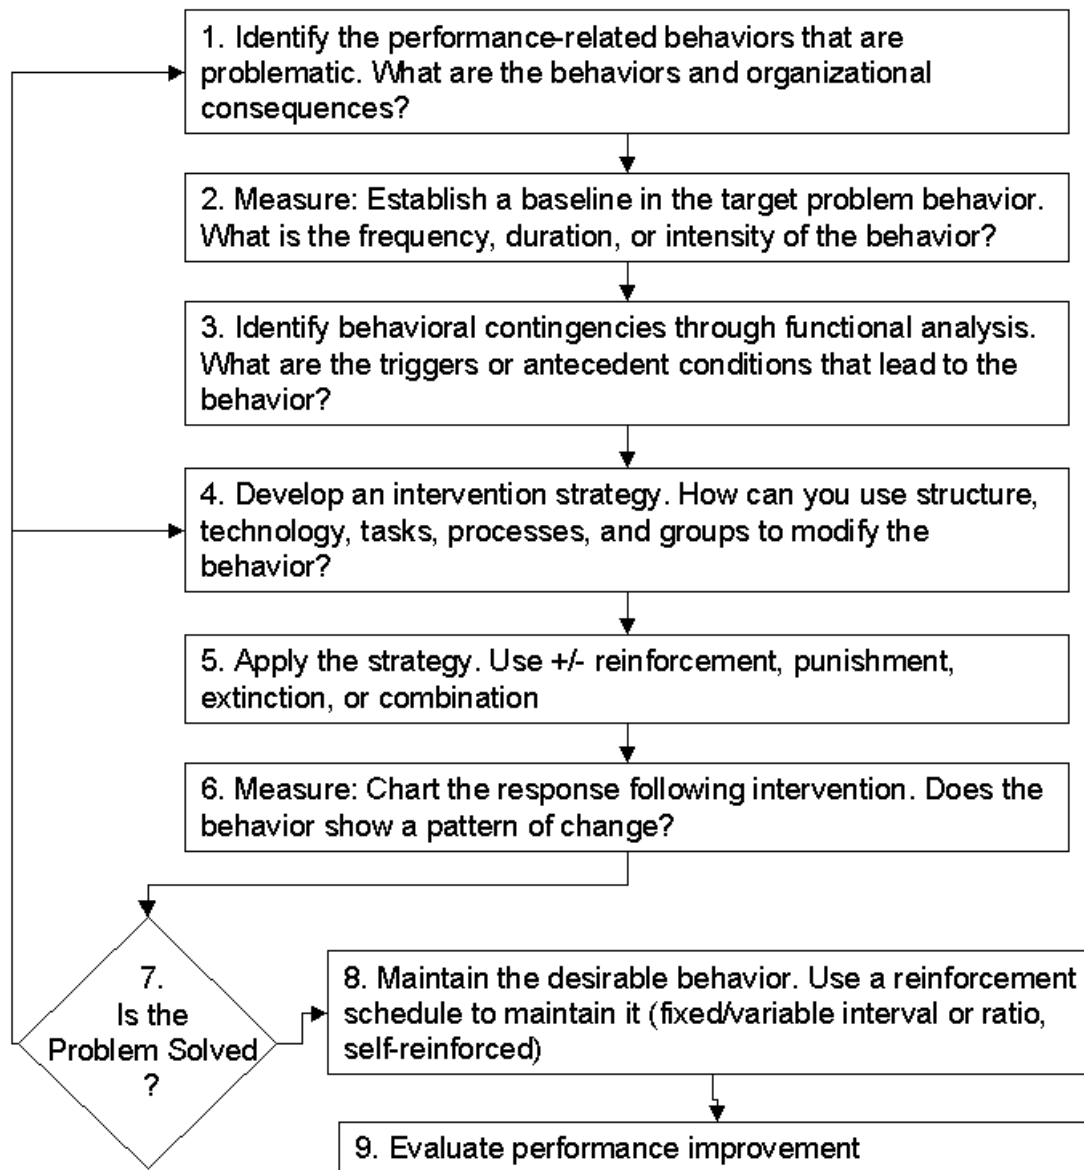 1. Identify the performance-related behaviors that are
problematic. What are the behaviors and organizational
consequences?
2. Measure: Establish a baseline in the target problem behavior.
What is the frequency, duration, or intensity of the behavior?
3. Identify behavioral contingencies through functional analysis.
What are the triggers or antecedent conditions that lead to the
behavior?
4. Develop an intervention strategy. How can you use structure,
technology, tasks, processes, and groups to modify the
behavior?
5. Apply the strategy. Use +/- reinforcement, punishment,
extinction, or combination
6. Measure: Chart the response following intervention. Does the
behavior show a pattern of change?
7.
Is the
Problem Solved
?
8. Maintain the desirable behavior. Use a reinforcement
schedule to maintain it (fixed/variable interval or ratio,
self-reinforced)
9. Evaluate performance improvement